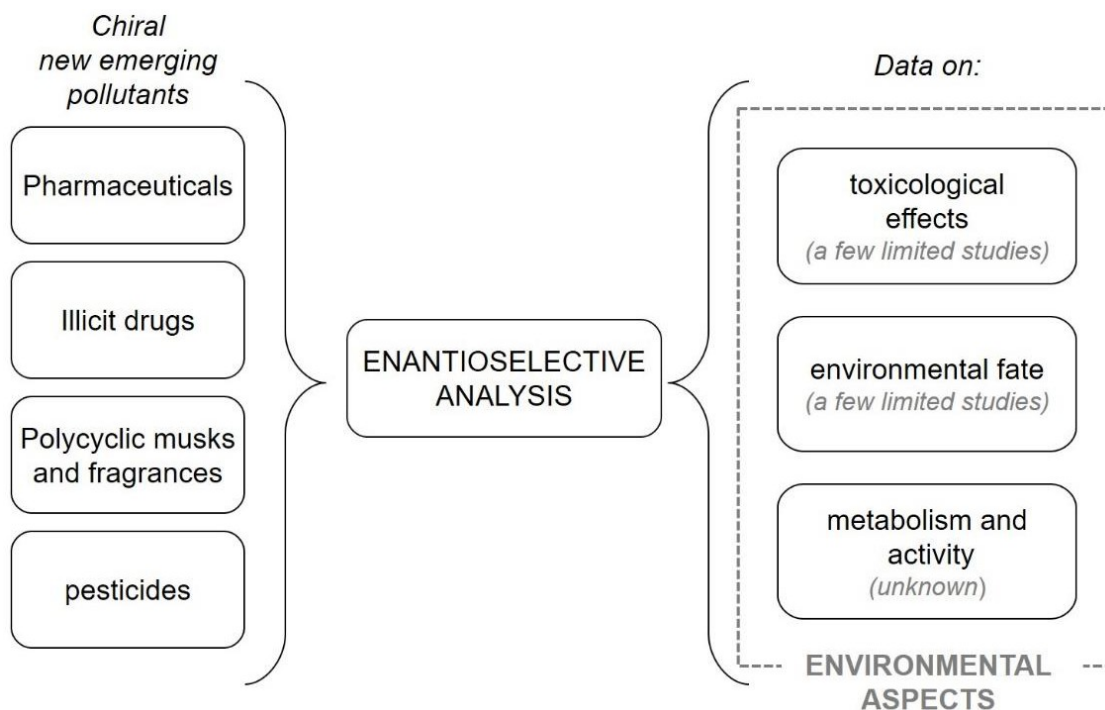 Chiral
new emerging
pollutants
Pharmaceuticals
Illicit drugs
Polycyclic musks
and fragrances
pesticides
ENANTIOSELECTIVE
ANALYSIS
Data on:
toxicological
effects
(a few limited studies)
environmental fate
(a few limited studies)
metabolism and
activity
(unknown)
ENVIRONMENTAL
ASPECTS